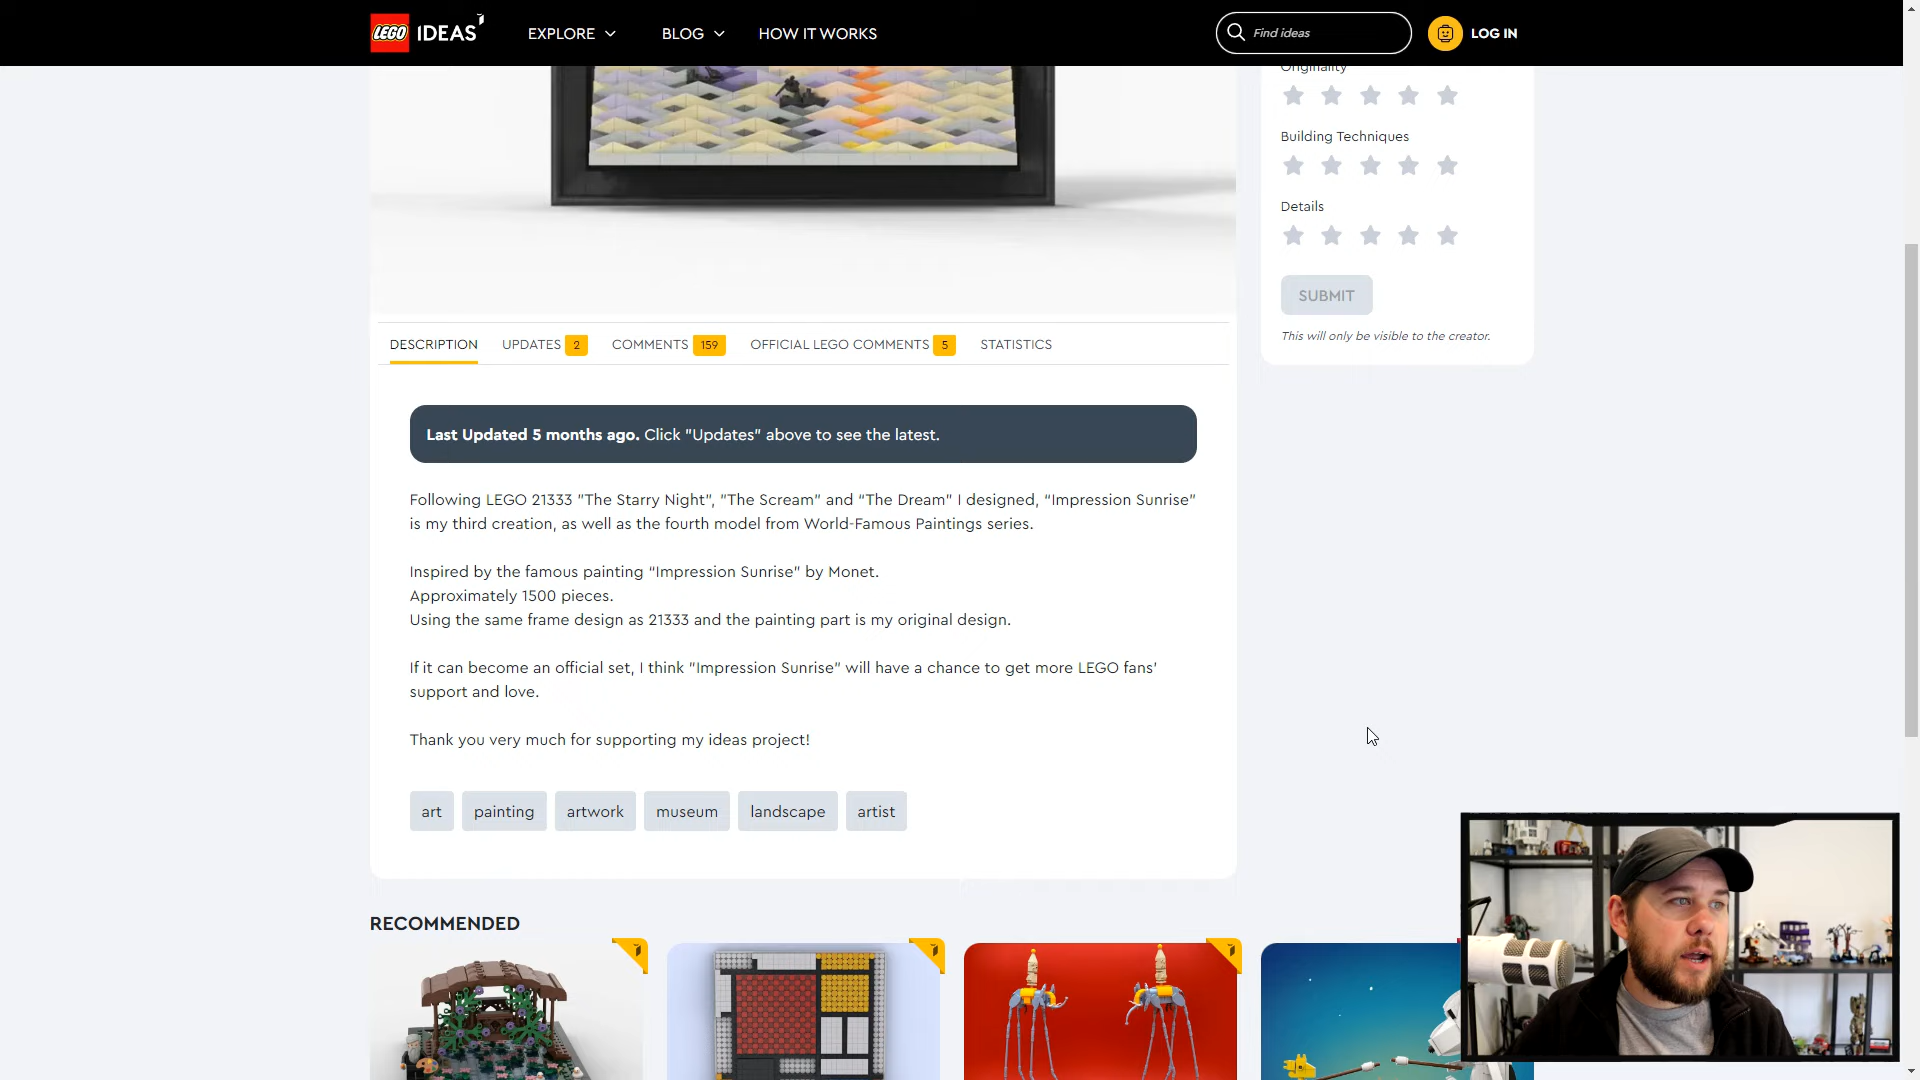 LEGO IDEAS
EXPLORE
BLOG
HOW IT WORKS
Find ideas
LOG IN
Originality
Building Techniques
Details
SUBMIT
This will only be visible to the creator.
DESCRIPTION
UPDATES 2
COMMENTS 159
OFFICIAL LEGO COMMENTS 5
STATISTICS
Last Updated 5 months ago. Click "Updates" above to see the latest.
Following LEGO 21333 "The Starry Night", "The Scream" and “The Dream” I designed, “Impression Sunrise”
is my third creation, as well as the fourth model from World-Famous Paintings series.
Inspired by the famous painting “Impression Sunrise” by Monet.
Approximately 1500 pieces.
Using the same frame design as 21333 and the painting part is my original design.
If it can become an official set, I think "Impression Sunrise" will have a chance to get more LEGO fans’
support and love.
Thank you very much for supporting my ideas project!
art
painting
artwork
museum
landscape
artist
RECOMMENDED